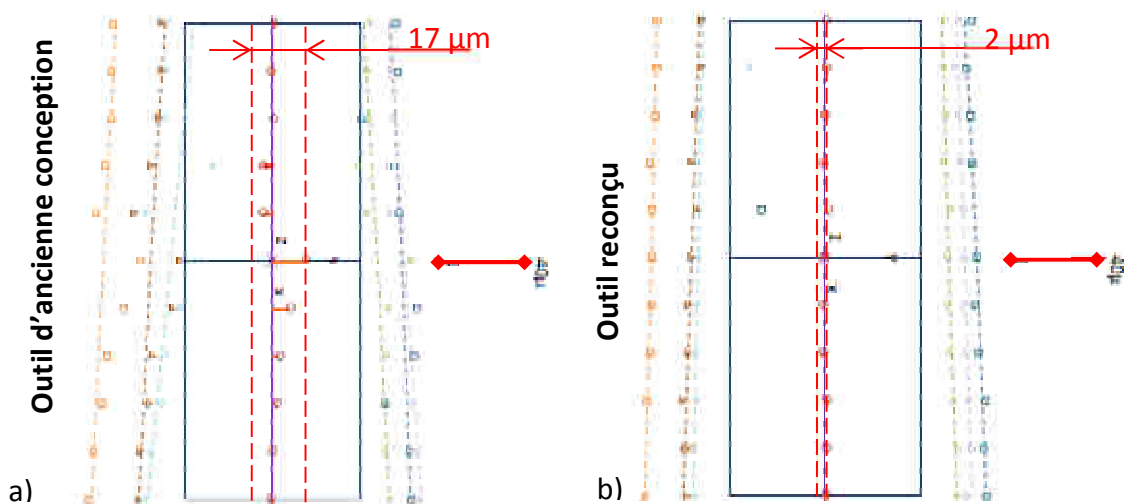 Outil d'ancienne conception
17 µm
a)
Outil reconçu
2 µm
b)